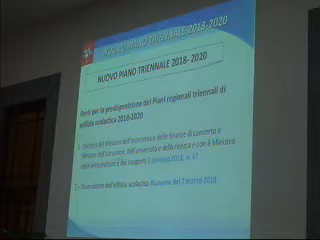 NUOVO PIANO TRIENNALE 2018-2020
NUOVO PIANO TRIENNALE 2018- 2020
Fonti per la predisposizione dei Piani regionali triennali di
edilizia scolastica 2018-2020
1. Decreto del Ministro dell'economia e delle finanze di concerto il
Ministro dell'istruzione, dell'università e della ricerca e con il Ministro
delle infrastrutture e dei trasporti 3 gennaio 2018, n. 47
2 – Osservatorio dell'edilizia scolastica Riunione del 7 marzo 2018